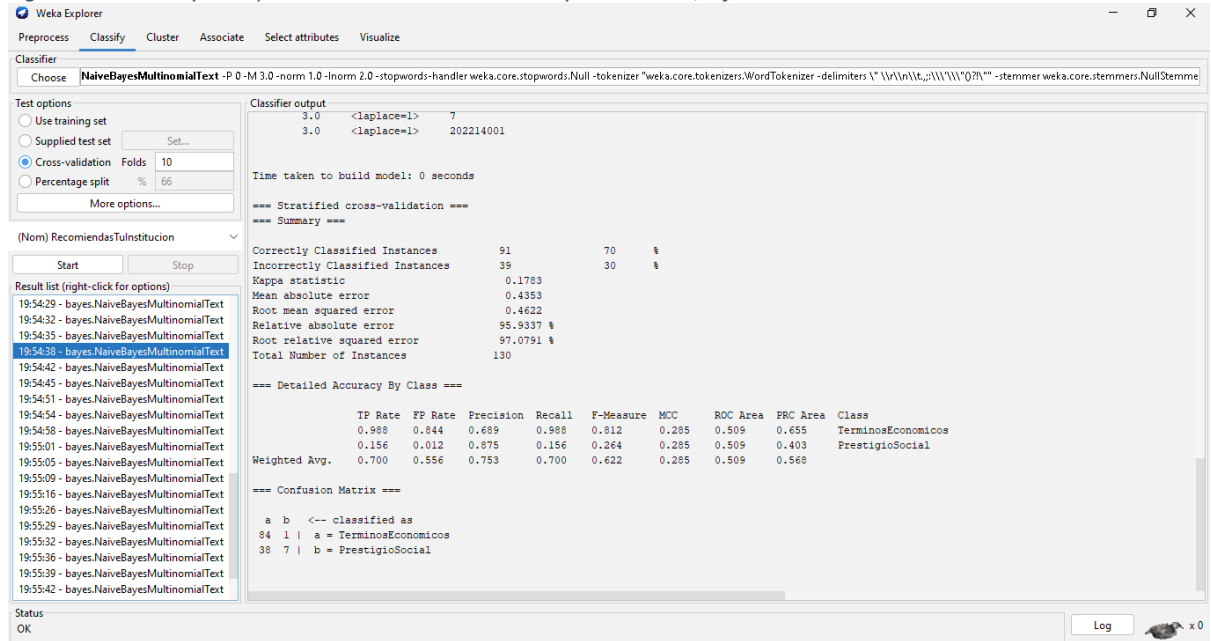 Weka Explorer
Preprocess Classify Cluster Associate Select attributes Visualize
Classifier
Choose NaiveBayesMultinomialText -P 0 -M 3.0 -norm 1.0 -lnorm 2.0 -stopwords-handler weka.core.stopwords.Null -tokenizer "weka.core.tokenizers.WordTokenizer -delimiters \" \\r\\n\\t.,;:\\\'\\\"()?!\"" -stemmer weka.core.stemmers.NullStemme
Test options
Use training set
Supplied test set Set...
Cross-validation Folds 10
Percentage split % 66
More options...
(Nom) RecomiendasTuInstitucion
Start Stop
Result list (right-click for options)
19:54:29 - bayes.NaiveBayesMultinomialText
19:54:32 - bayes.NaiveBayesMultinomialText
19:54:35 - bayes.NaiveBayesMultinomialText
19:54:38 - bayes.NaiveBayesMultinomialText
19:54:42 - bayes.NaiveBayesMultinomialText
19:54:45 - bayes.NaiveBayesMultinomialText
19:54:51 - bayes.NaiveBayesMultinomialText
19:54:54 - bayes.NaiveBayesMultinomialText
19:54:58 - bayes.NaiveBayesMultinomialText
19:55:01 - bayes.NaiveBayesMultinomialText
19:55:05 - bayes.NaiveBayesMultinomialText
19:55:09 - bayes.NaiveBayesMultinomialText
19:55:16 - bayes.NaiveBayesMultinomialText
19:55:26 - bayes.NaiveBayesMultinomialText
19:55:29 - bayes.NaiveBayesMultinomialText
19:55:32 - bayes.NaiveBayesMultinomialText
19:55:36 - bayes.NaiveBayesMultinomialText
19:55:39 - bayes.NaiveBayesMultinomialText
19:55:42 - bayes.NaiveBayesMultinomialText
Classifier output
3.0 <laplace=1> 7
3.0 <laplace=1> 202214001
Time taken to build model: 0 seconds
=== Stratified cross-validation ===
=== Summary ===
Correctly Classified Instances 91 70 %
Incorrectly Classified Instances 39 30 %
Kappa statistic 0.1783
Mean absolute error 0.4353
Root mean squared error 0.4622
Relative absolute error 95.9337 %
Root relative squared error 97.0791 %
Total Number of Instances 130
=== Detailed Accuracy By Class ===
TP Rate FP Rate Precision Recall F-Measure MCC ROC Area PRC Area Class
0.988 0.844 0.689 0.988 0.812 0.285 0.509 0.655 TerminosEconomicos
0.156 0.012 0.875 0.156 0.264 0.285 0.509 0.403 PrestigioSocial
Weighted Avg. 0.700 0.556 0.753 0.700 0.622 0.285 0.509 0.568
=== Confusion Matrix ===
a b <-- classified as
84 1 | a = TerminosEconomicos
38 7 | b = PrestigioSocial
Status
OK
Log x 0